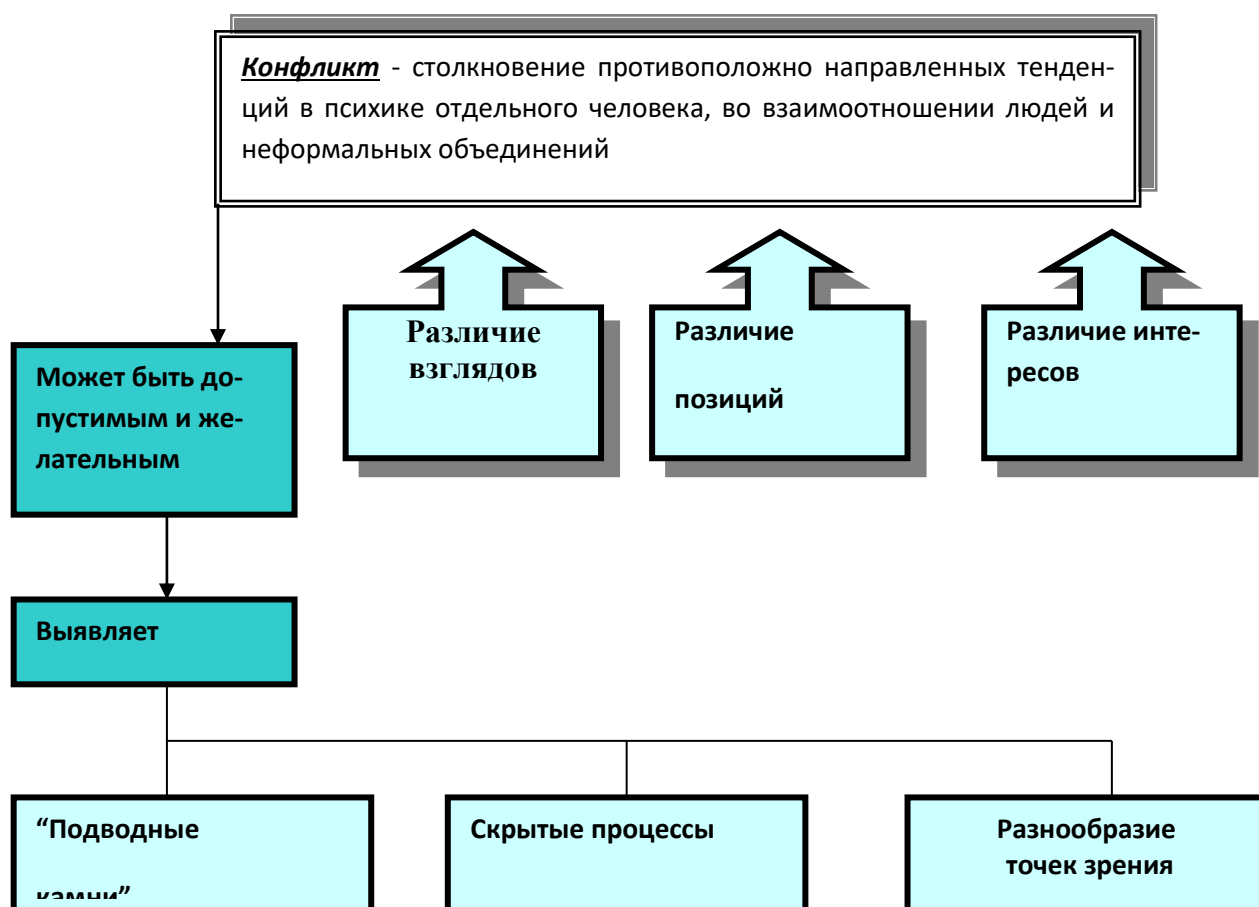 Конфликт - столкновение противоположно направленных тенден-
ций в психике отдельного человека, во взаимоотношении людей и
неформальных объединений
Различие
взглядов
Различие
позиций
Различие инте-
ресов
Может быть до-
пустимым и же-
лательным
Выявляет
“Подводные
камни”
Скрытые процессы
Разнообразие
точек зрения